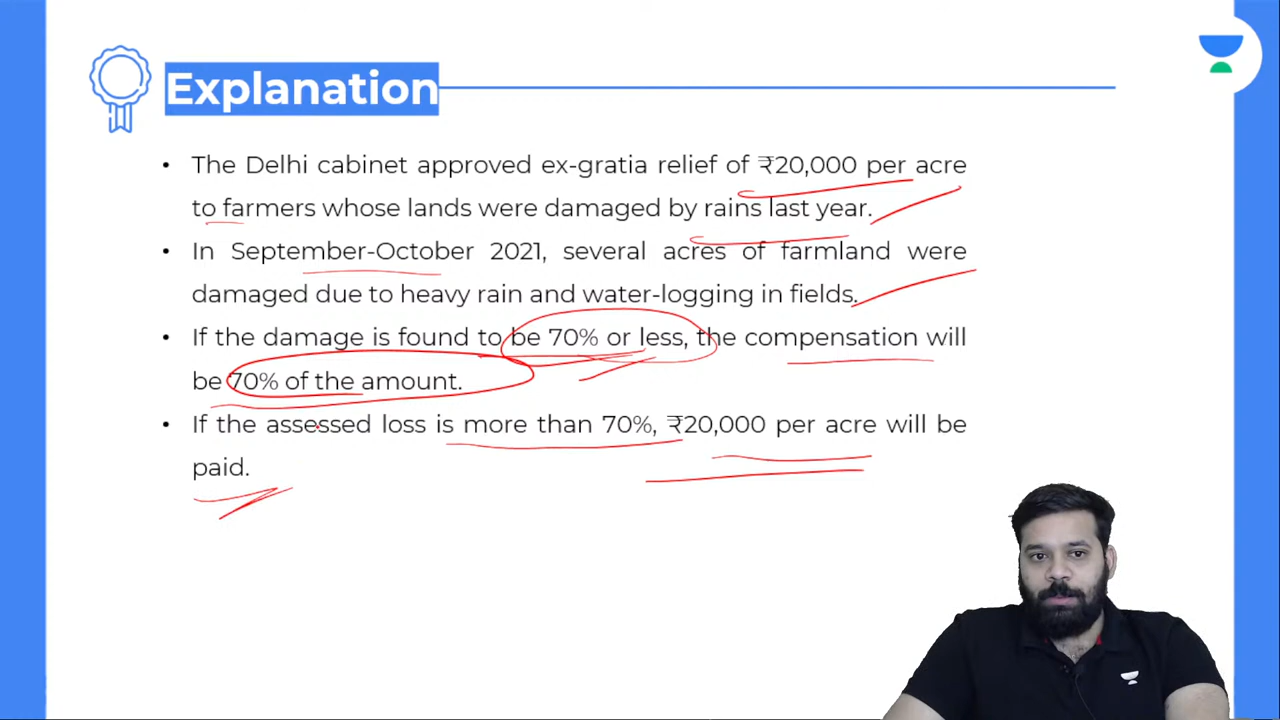 Explanation
• The Delhi cabinet approved ex-gratia relief of ₹20,000 per acre
to farmers whose lands were damaged by rains last year.
• In September-October 2021, several acres of farmland were
damaged due to heavy rain and water-logging in fields.
• If the damage is found to be 70% or less, the compensation will
be 70% of the amount.
• If the assessed loss is more than 70%, ₹20,000 per acre will be
paid.